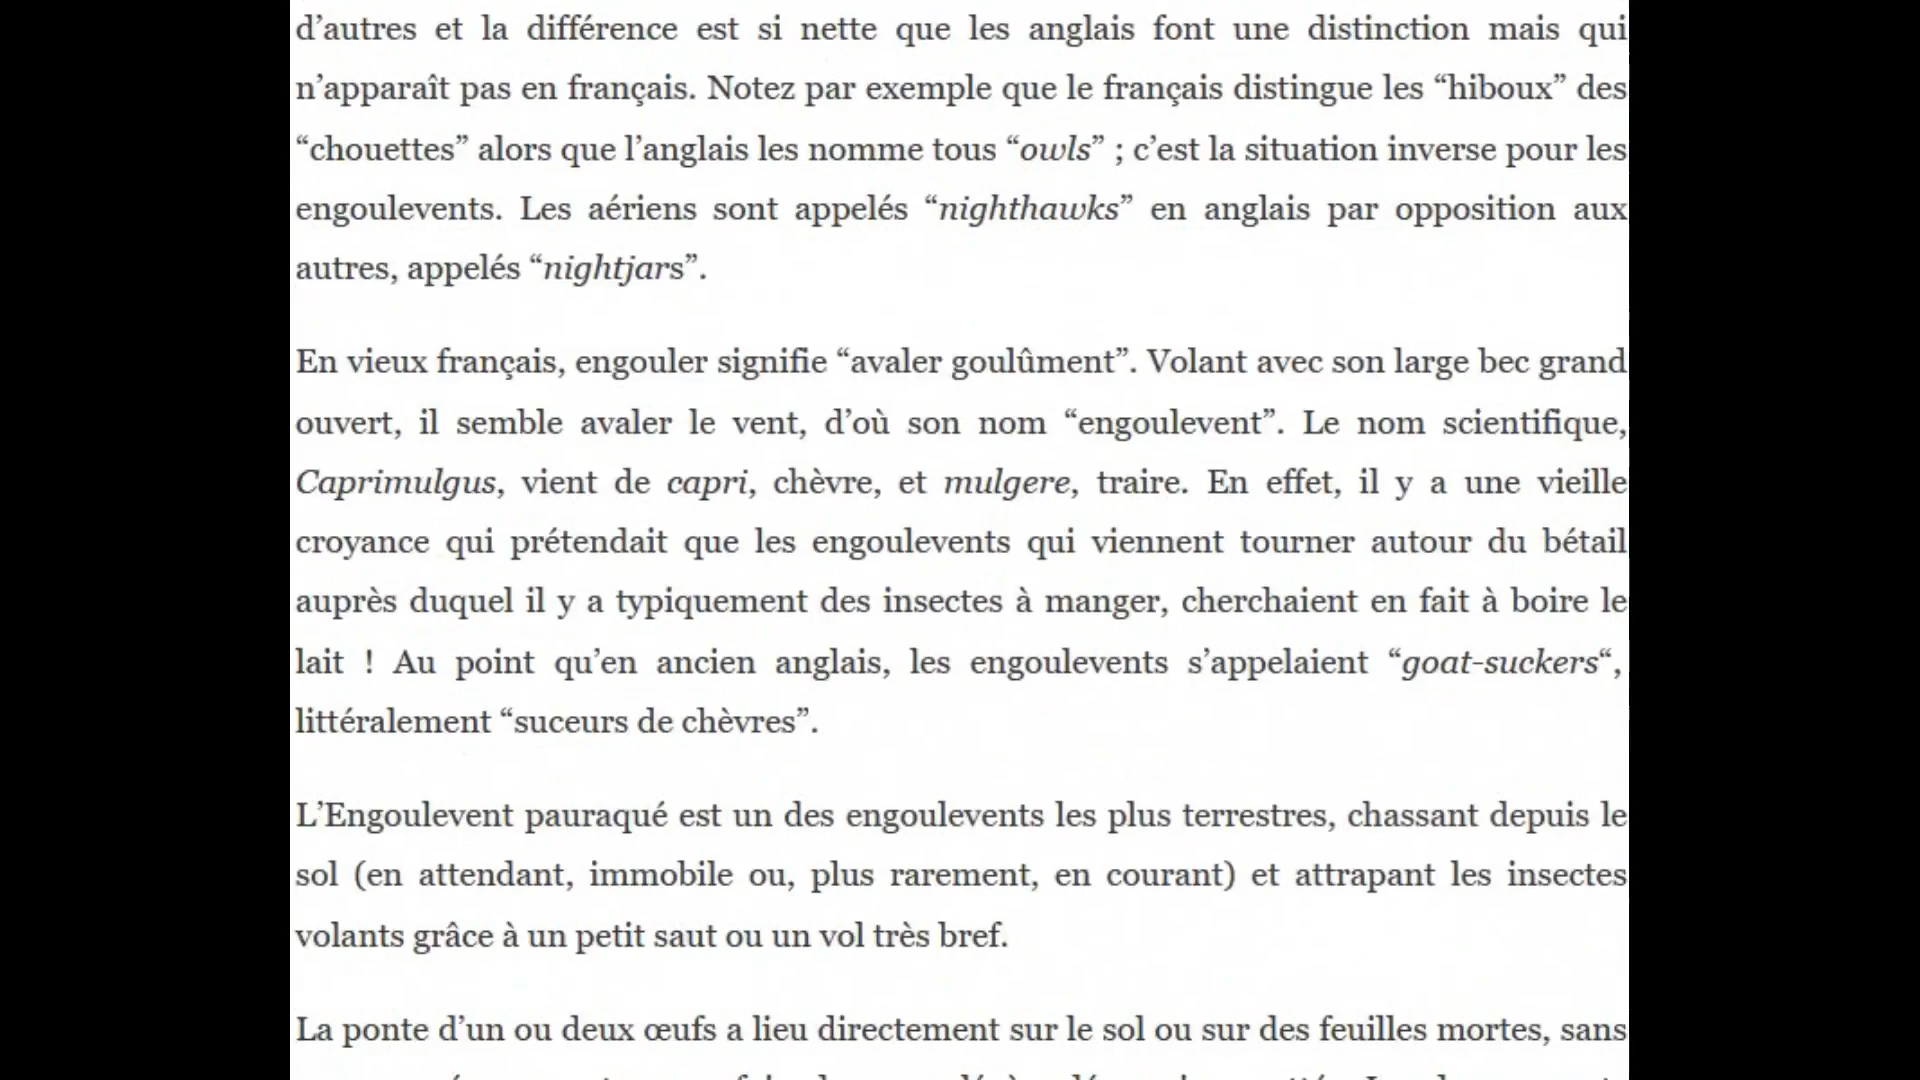 d’autres et la différence est si nette que les anglais font une distinction mais qui
n’apparaît pas en français. Notez par exemple que le français distingue les “hiboux” des
“chouettes” alors que l’anglais les nomme tous “owls” ; c’est la situation inverse pour les
engoulevents. Les aériens sont appelés “nighthawks” en anglais par opposition aux
autres, appelés “nightjars”.
En vieux français, engouler signifie “avaler goulûment”. Volant avec son large bec grand
ouvert, il semble avaler le vent, d’où son nom “engoulevent”. Le nom scientifique,
Caprimulgus, vient de capri, chèvre, et mulgere, traire. En effet, il y a une vieille
croyance qui prétendait que les engoulevents qui viennent tourner autour du bétail
auprès duquel il y a typiquement des insectes à manger, cherchaient en fait à boire le
lait ! Au point qu’en ancien anglais, les engoulevents s’appelaient “goat-suckers“,
littéralement “suceurs de chèvres”.
L’Engoulevent pauraqué est un des engoulevents les plus terrestres, chassant depuis le
sol (en attendant, immobile ou, plus rarement, en courant) et attrapant les insectes
volants grâce à un petit saut ou un vol très bref.
La ponte d’un ou deux œufs a lieu directement sur le sol ou sur des feuilles mortes, sans